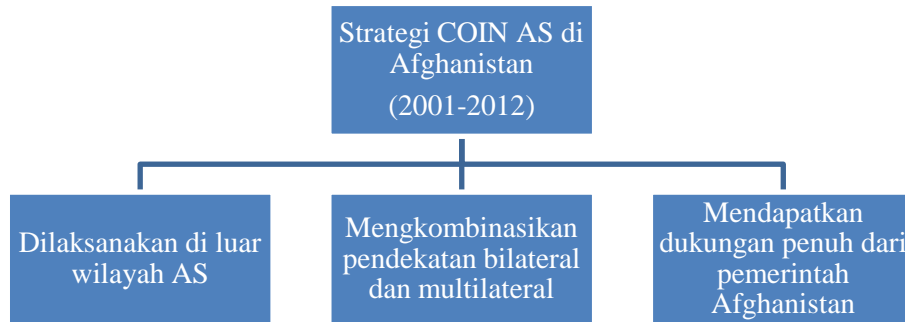 Strategi COIN AS di
Afghanistan
(2001-2012)
Dilaksanakan di luar
wilayah AS
Mengkombinasikan
pendekatan bilateral
dan multilateral
Mendapatkan
dukungan penuh dari
pemerintah
Afghanistan